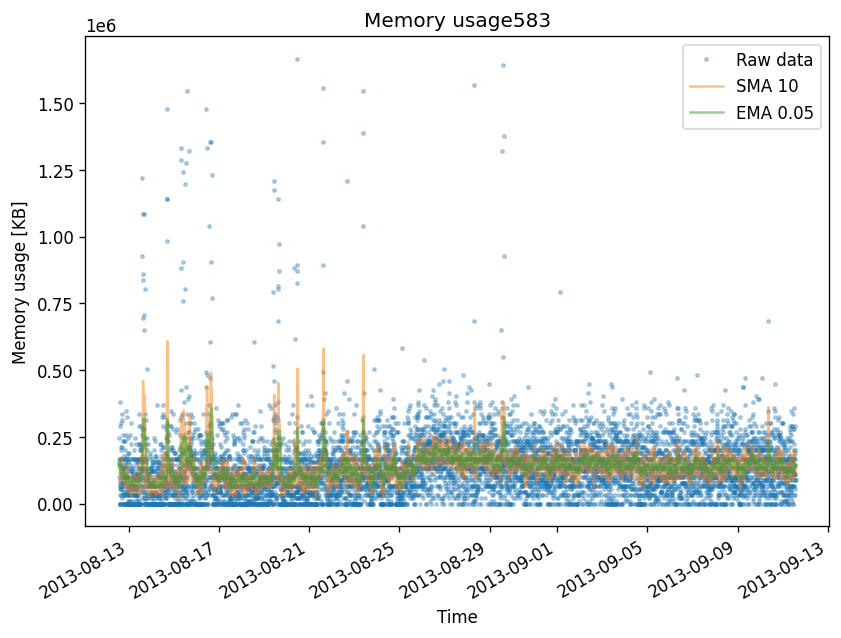 Memory usage583
1e6
Raw data
SMA 10
EMA 0.05
1.50
1.25
1.00
0.75
0.50
0.25
0.00
Memory usage [KB]
2013-08-13
2013-08-17
2013-08-21
2013-08-25
2013-08-29
2013-09-01
2013-09-05
2013-09-09
2013-09-13
Time